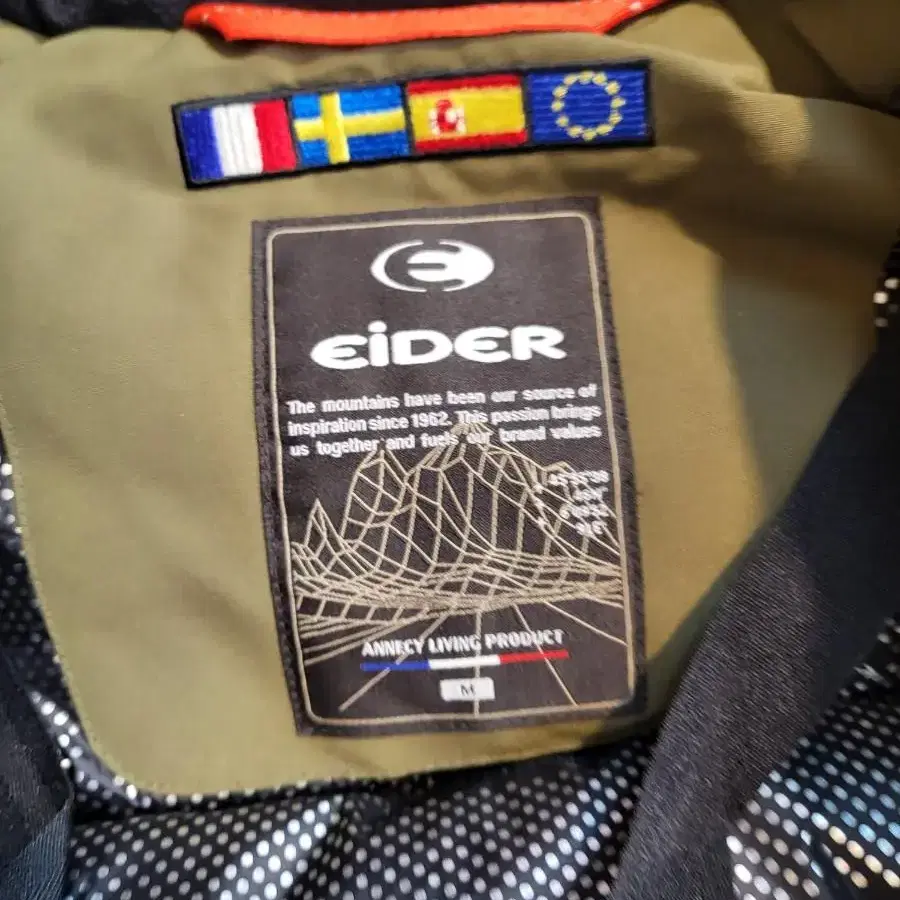 EiDER
The mountains have been our source of
inspiration since 1962. This passion brings
us together and fuels our brand values
ANNECY LIVING PRODUCT
M